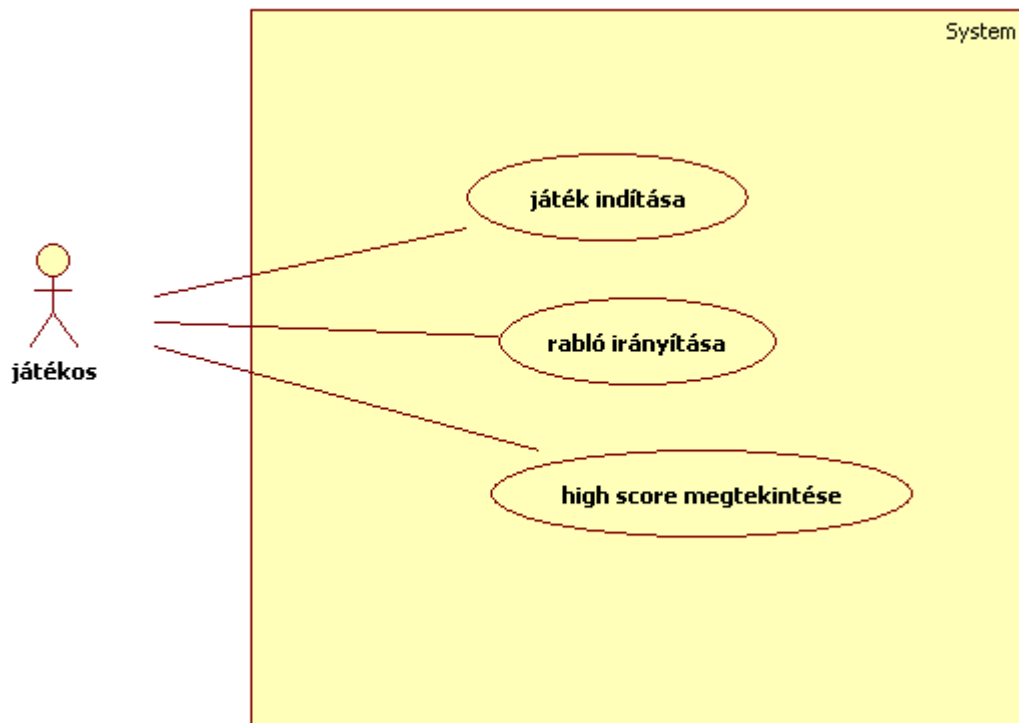 System
játék indítása
rabló irányítása
játékos
high score megtekintése